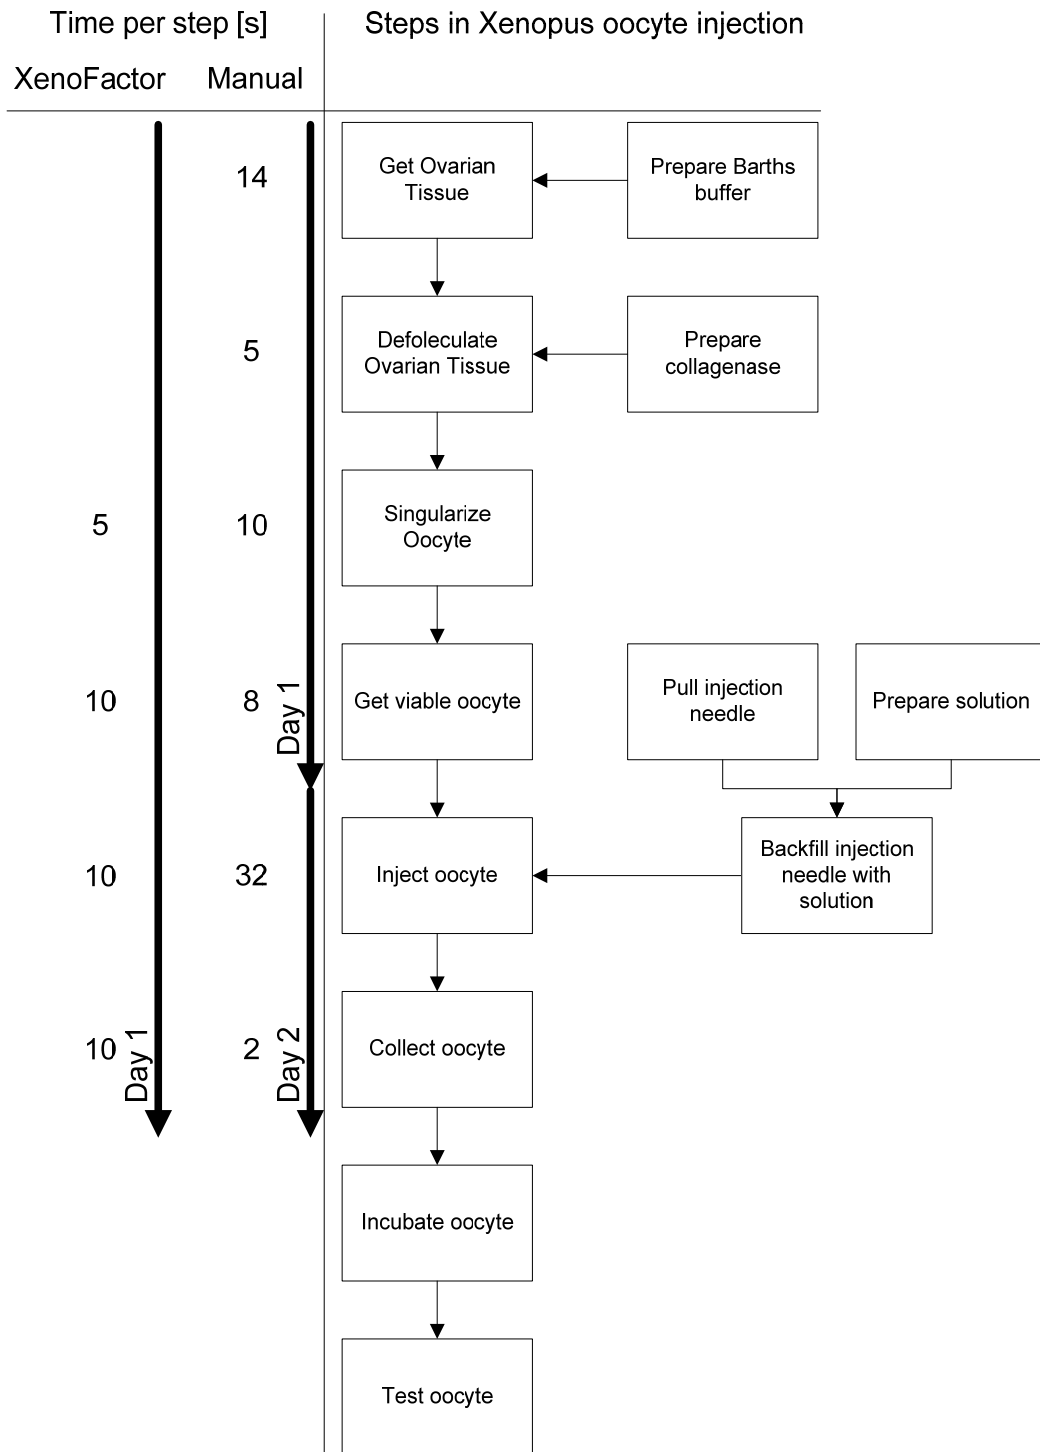 Time per step [s]
Steps in Xenopus oocyte injection
XenoFactor
Manual
14
Get Ovarian
Tissue
Prepare Barths
buffer
5
Defoleculate
Ovarian Tissue
Prepare
collagenase
5
10
Singularize
Oocyte
10
8
Day 1
Get viable oocyte
Pull injection
needle
Prepare solution
10
32
Inject oocyte
Backfill injection
needle with
solution
10
Day 1
2
Day 2
Collect oocyte
Incubate oocyte
Test oocyte